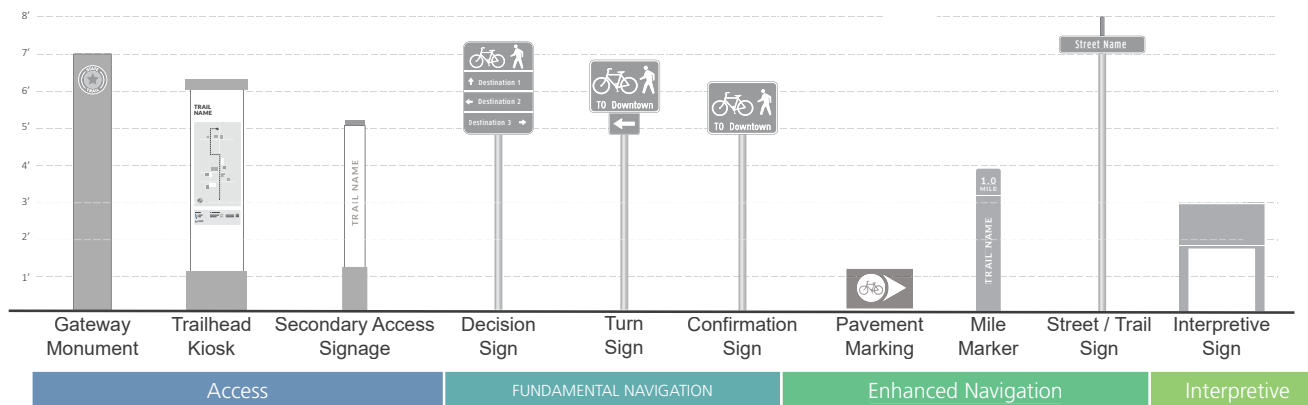 8'
7'
6'
5'
4'
3'
2'
1'
STATE
TRAIL
TRAIL
NAME
TRAIL NAME
Destination 1
Destination 2
Destination 3
TO Downtown
TO Downtown
1.0
MILE
TRAIL NAME
Street Name
Gateway
Monument
Trailhead
Kiosk
Secondary Access
Signage
Decision
Sign
Turn
Sign
Confirmation
Sign
Pavement
Marking
Mile
Marker
Street / Trail
Sign
Interpretive
Sign
Access
FUNDAMENTAL NAVIGATION
Enhanced Navigation
Interpretive